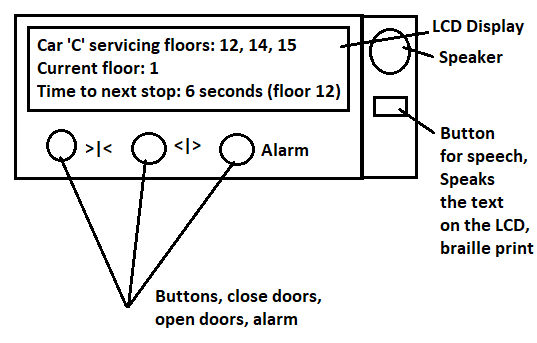 Car 'C' servicing floors: 12, 14, 15
Current floor: 1
Time to next stop: 6 seconds (floor 12)
LCD Display
Speaker
>|<
<|>
Alarm
Button
for speech,
Speaks
the text
on the LCD,
braille print
Buttons, close doors,
open doors, alarm